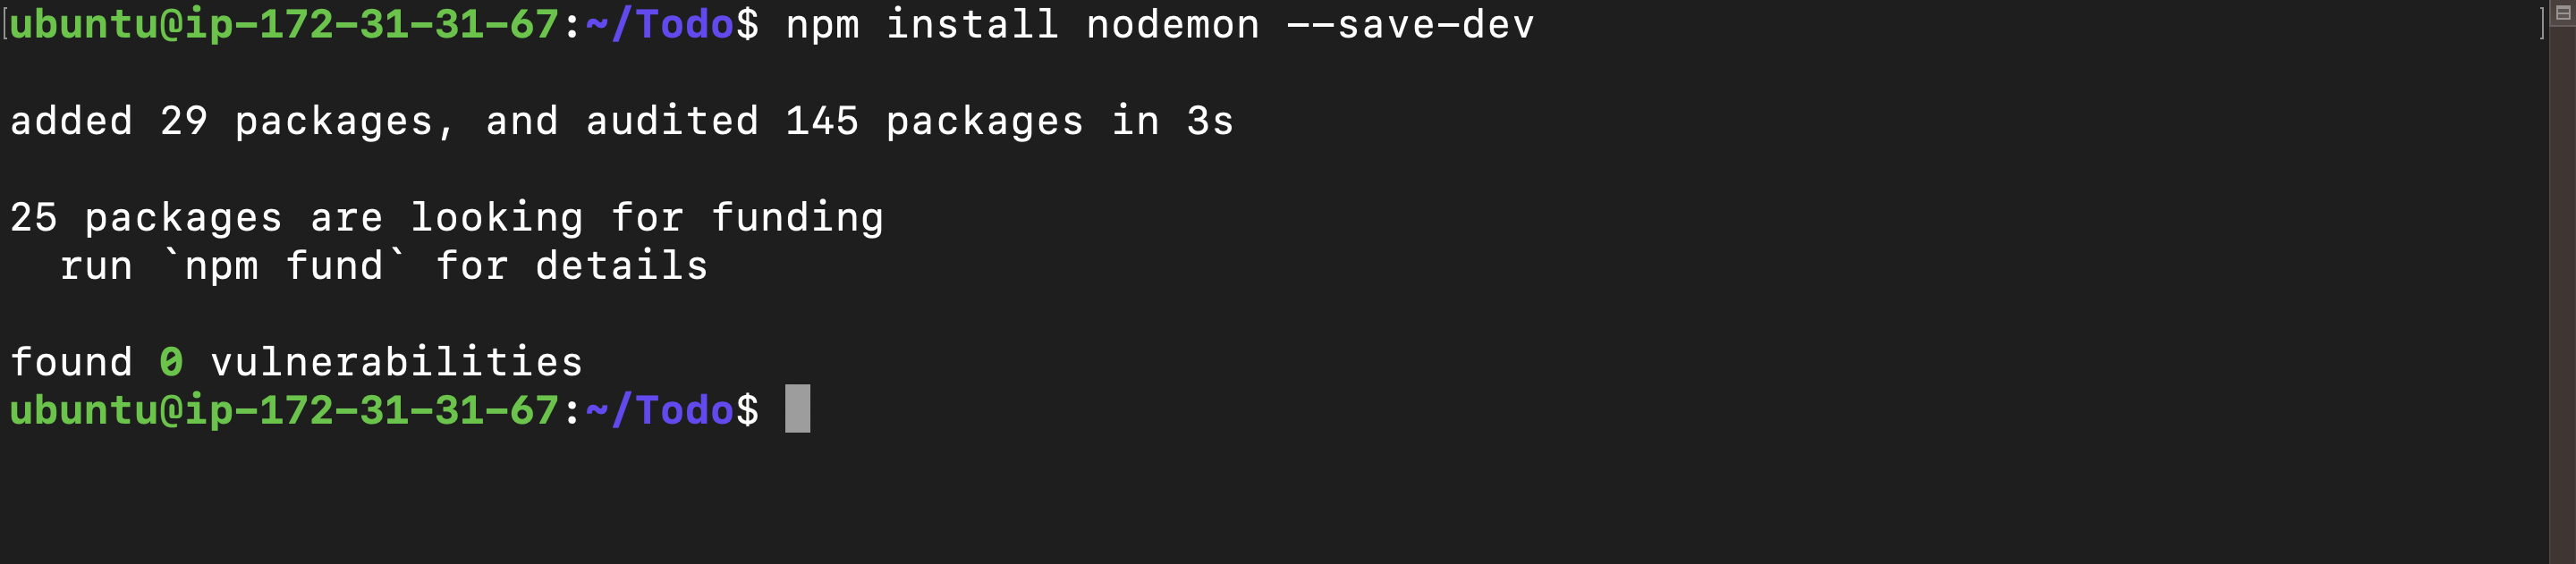 ubuntu@ip-172-31-31-67:~/Todo$ npm install nodemon --save-dev
added 29 packages, and audited 145 packages in 3s
25 packages are looking for funding
  run `npm fund` for details
found 0 vulnerabilities
ubuntu@ip-172-31-31-67:~/Todo$